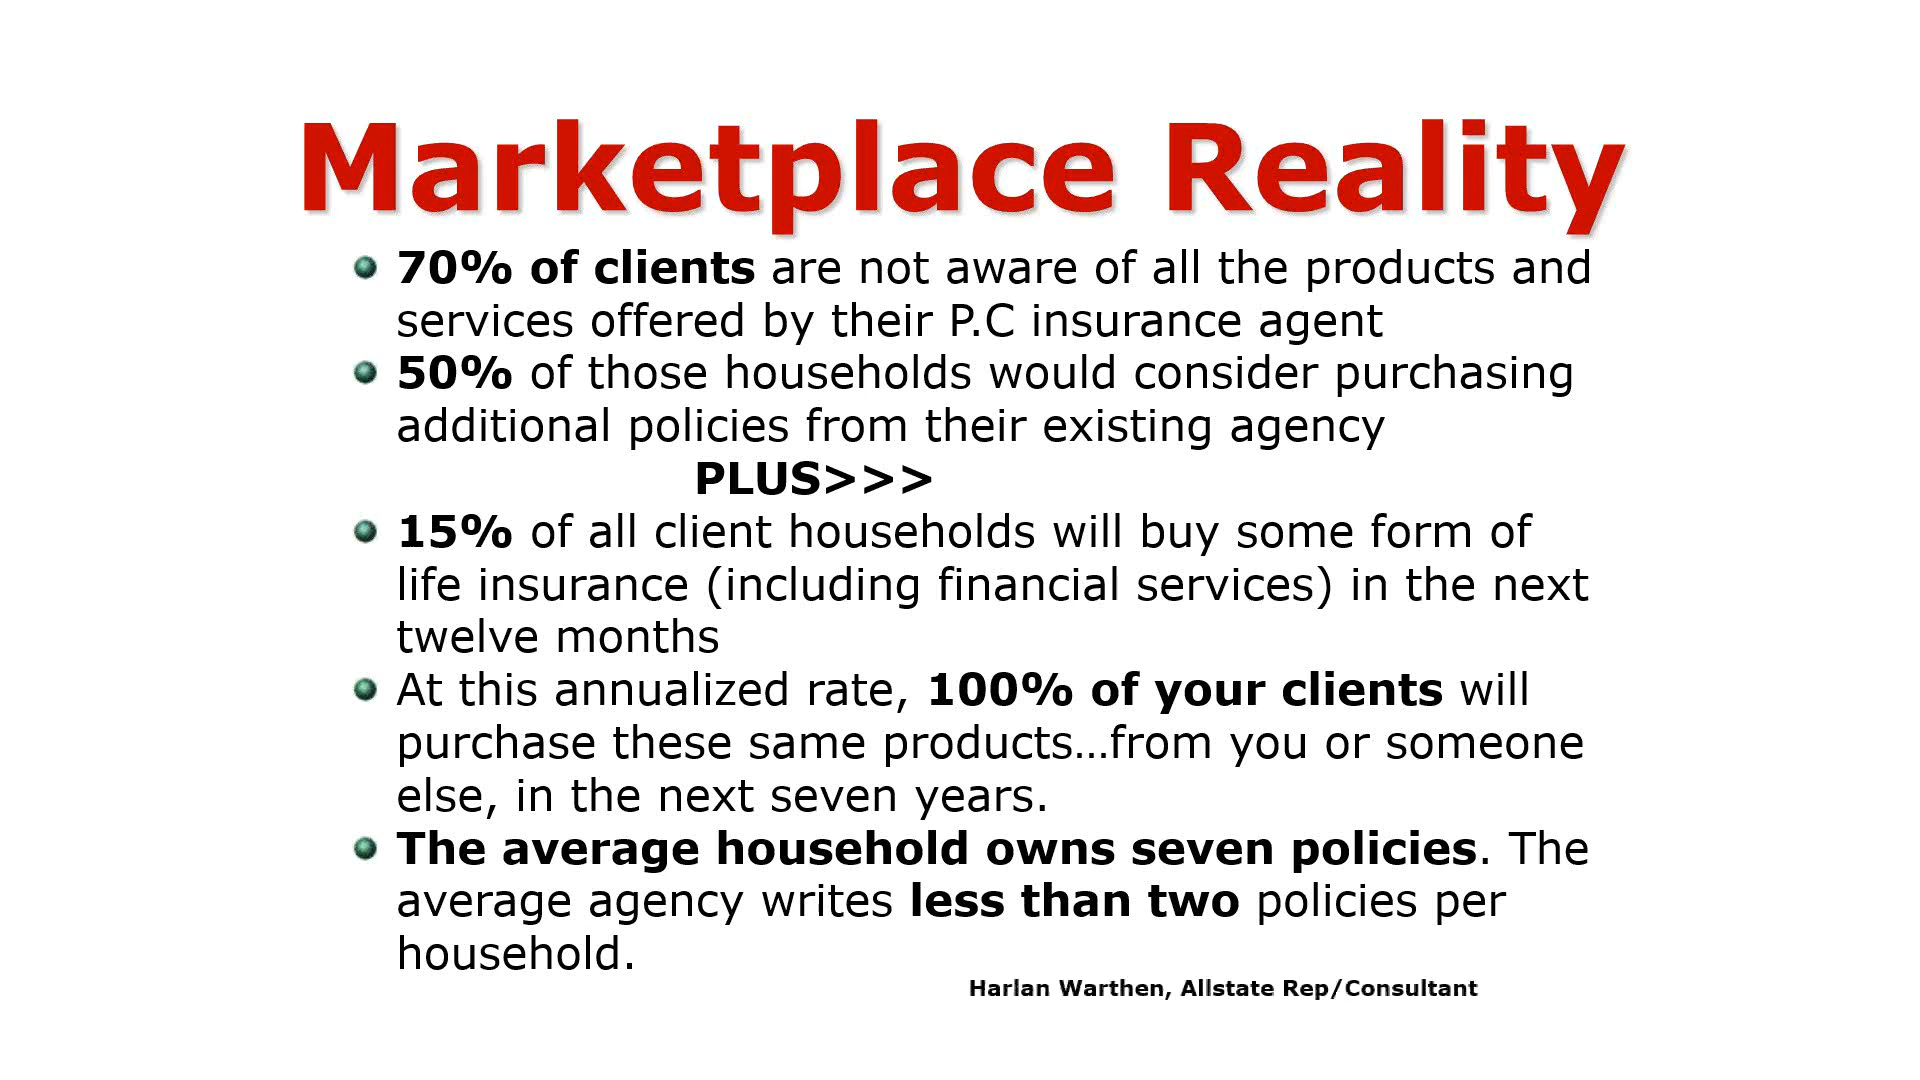 Marketplace Reality
70% of clients are not aware of all the products and
services offered by their P.C insurance agent
50% of those households would consider purchasing
additional policies from their existing agency
PLUS>>>
15% of all client households will buy some form of
life insurance (including financial services) in the next
twelve months
At this annualized rate, 100% of your clients will
purchase these same products…from you or someone
else, in the next seven years.
The average household owns seven policies. The
average agency writes less than two policies per
household.
Harlan Warthen, Allstate Rep/Consultant